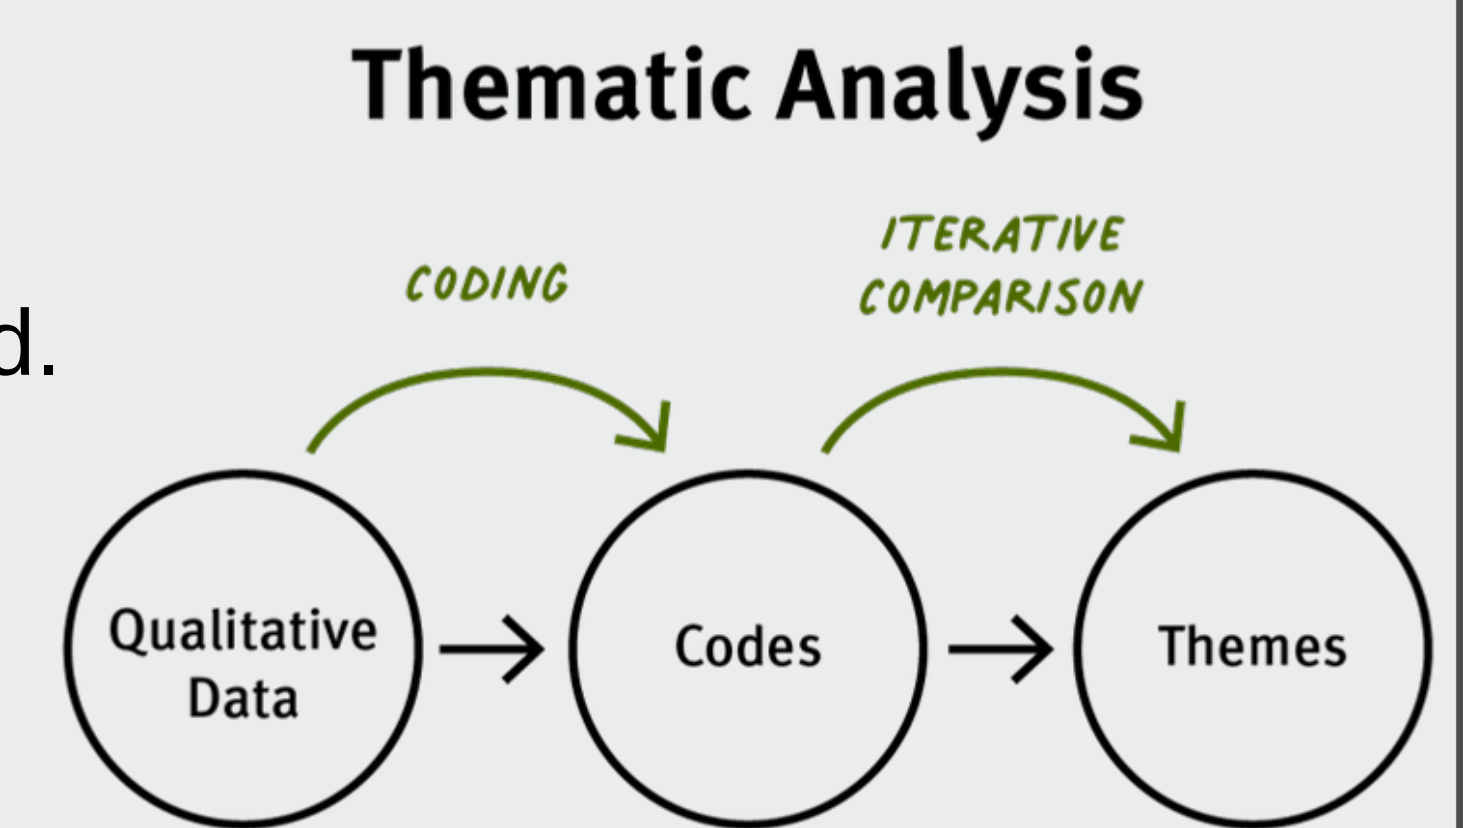 Thematic Analysis
CODING
ITERATIVE
COMPARISON
d.
Qualitative
Data
Codes
Themes